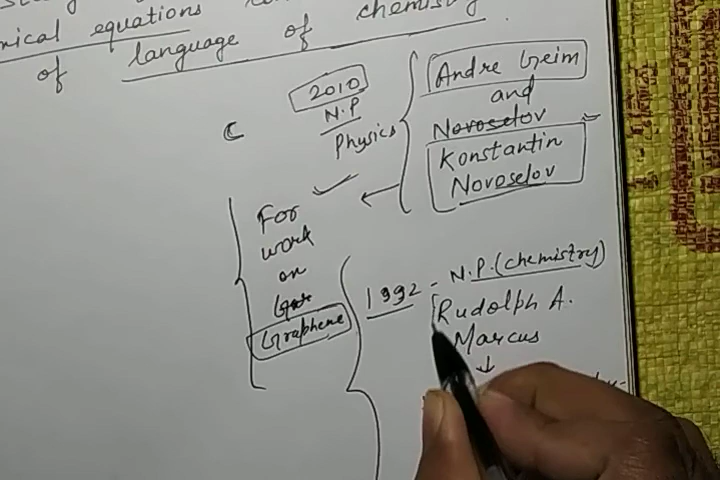 equations
of language of chemistry.
2010
N.P
Physics
Andre Geim
and
Novoselov
Konstantin
Novoselov
C
For
work
on
Graphene
1992 - N.P. (chemistry)
Rudolph A.
Marcus